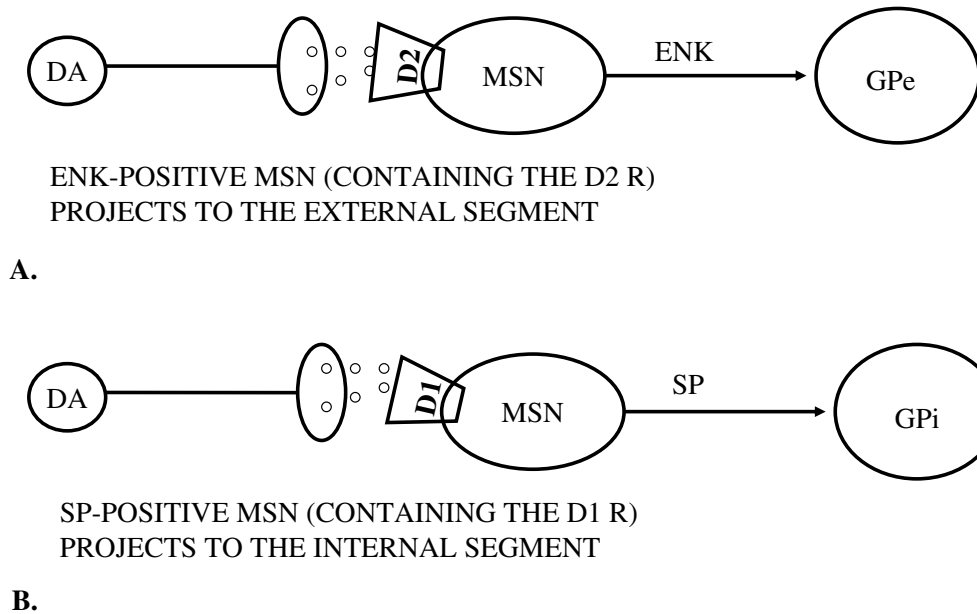 DA
D2
MSN
ENK
GPe
ENK-POSITIVE MSN (CONTAINING THE D2 R)
PROJECTS TO THE EXTERNAL SEGMENT
A.
DA
D1
MSN
SP
GPi
SP-POSITIVE MSN (CONTAINING THE D1 R)
PROJECTS TO THE INTERNAL SEGMENT
B.